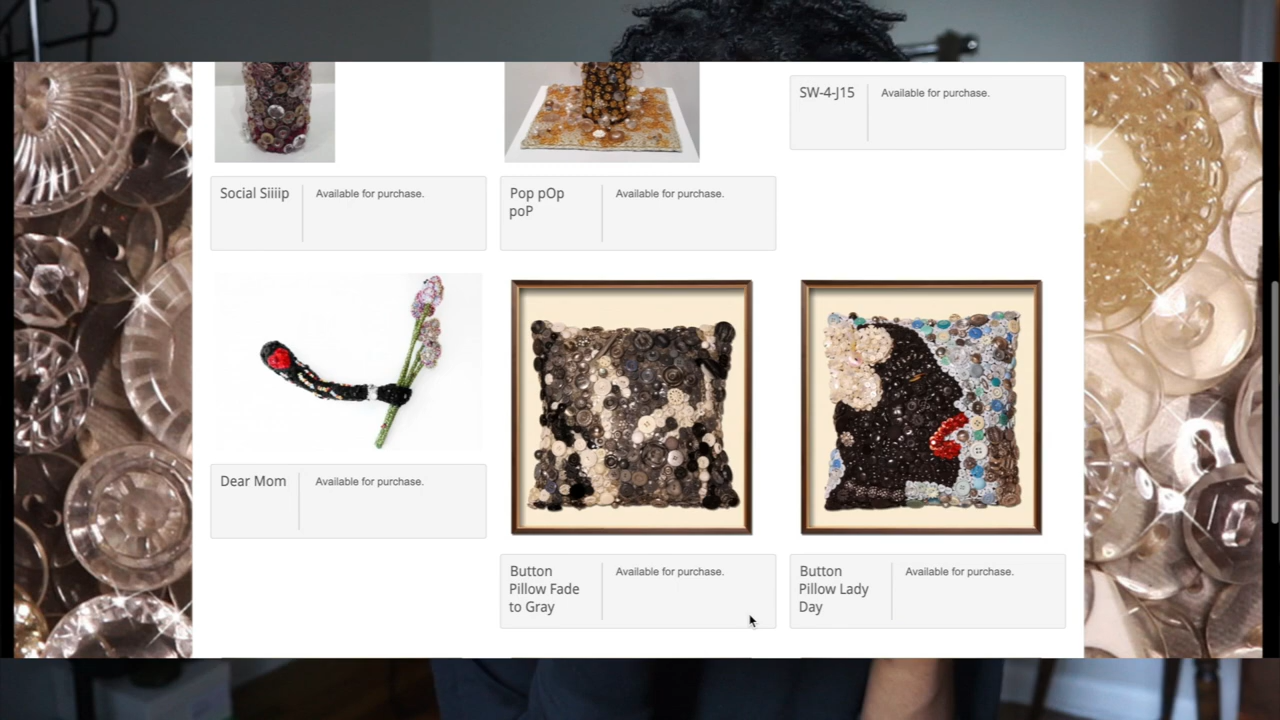 SW-4-J15
Available for purchase.
Social Siiiip
Available for purchase.
Pop pOp
poP
Available for purchase.
Dear Mom
Available for purchase.
Button
Pillow Fade
to Gray
Available for purchase.
Button
Pillow Lady
Day
Available for purchase.